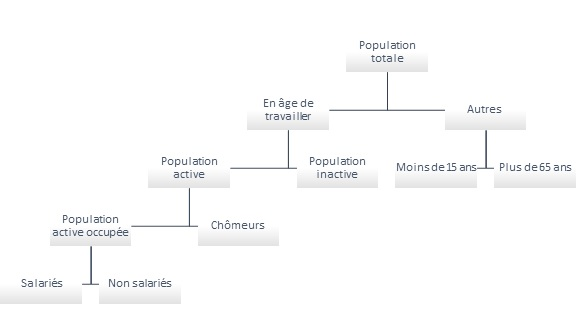 Population
totale
En âge de
travailler
Autres
Population
active
Population
inactive
Moins de 15 ans
Plus de 65 ans
Population
active occupée
Chômeurs
Salariés
Non salariés